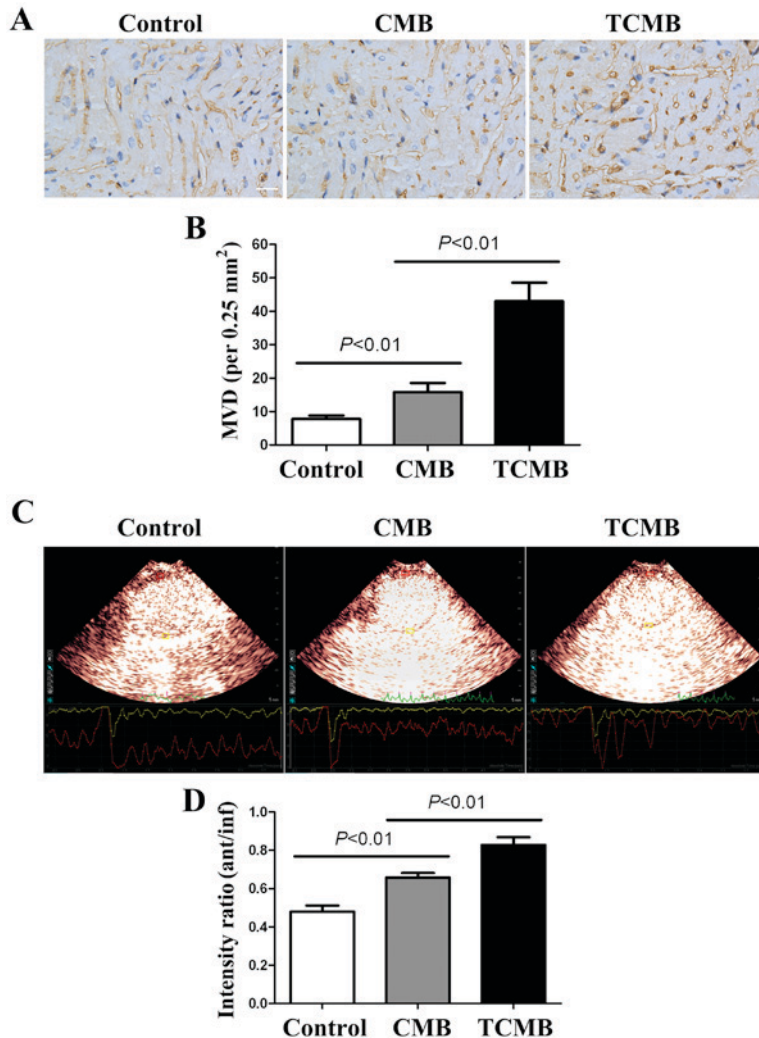 A
Control CMB TCMB
B
MVD (per 0.25 mm²)
60
50
40
30
20
10
0
P<0.01
P<0.01
Control CMB TCMB
C
Control CMB TCMB
D
Intensity ratio (ant/inf)
1.0
0.8
0.6
0.4
0.2
0.0
P<0.01
P<0.01
Control CMB TCMB